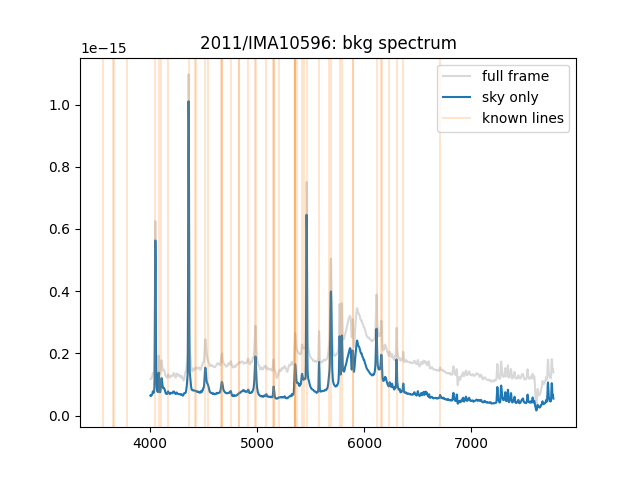 2011/IMA10596: bkg spectrum
1e−15
full frame
sky only
known lines
1.0
0.8
0.6
0.4
0.2
0.0
4000 5000 6000 7000